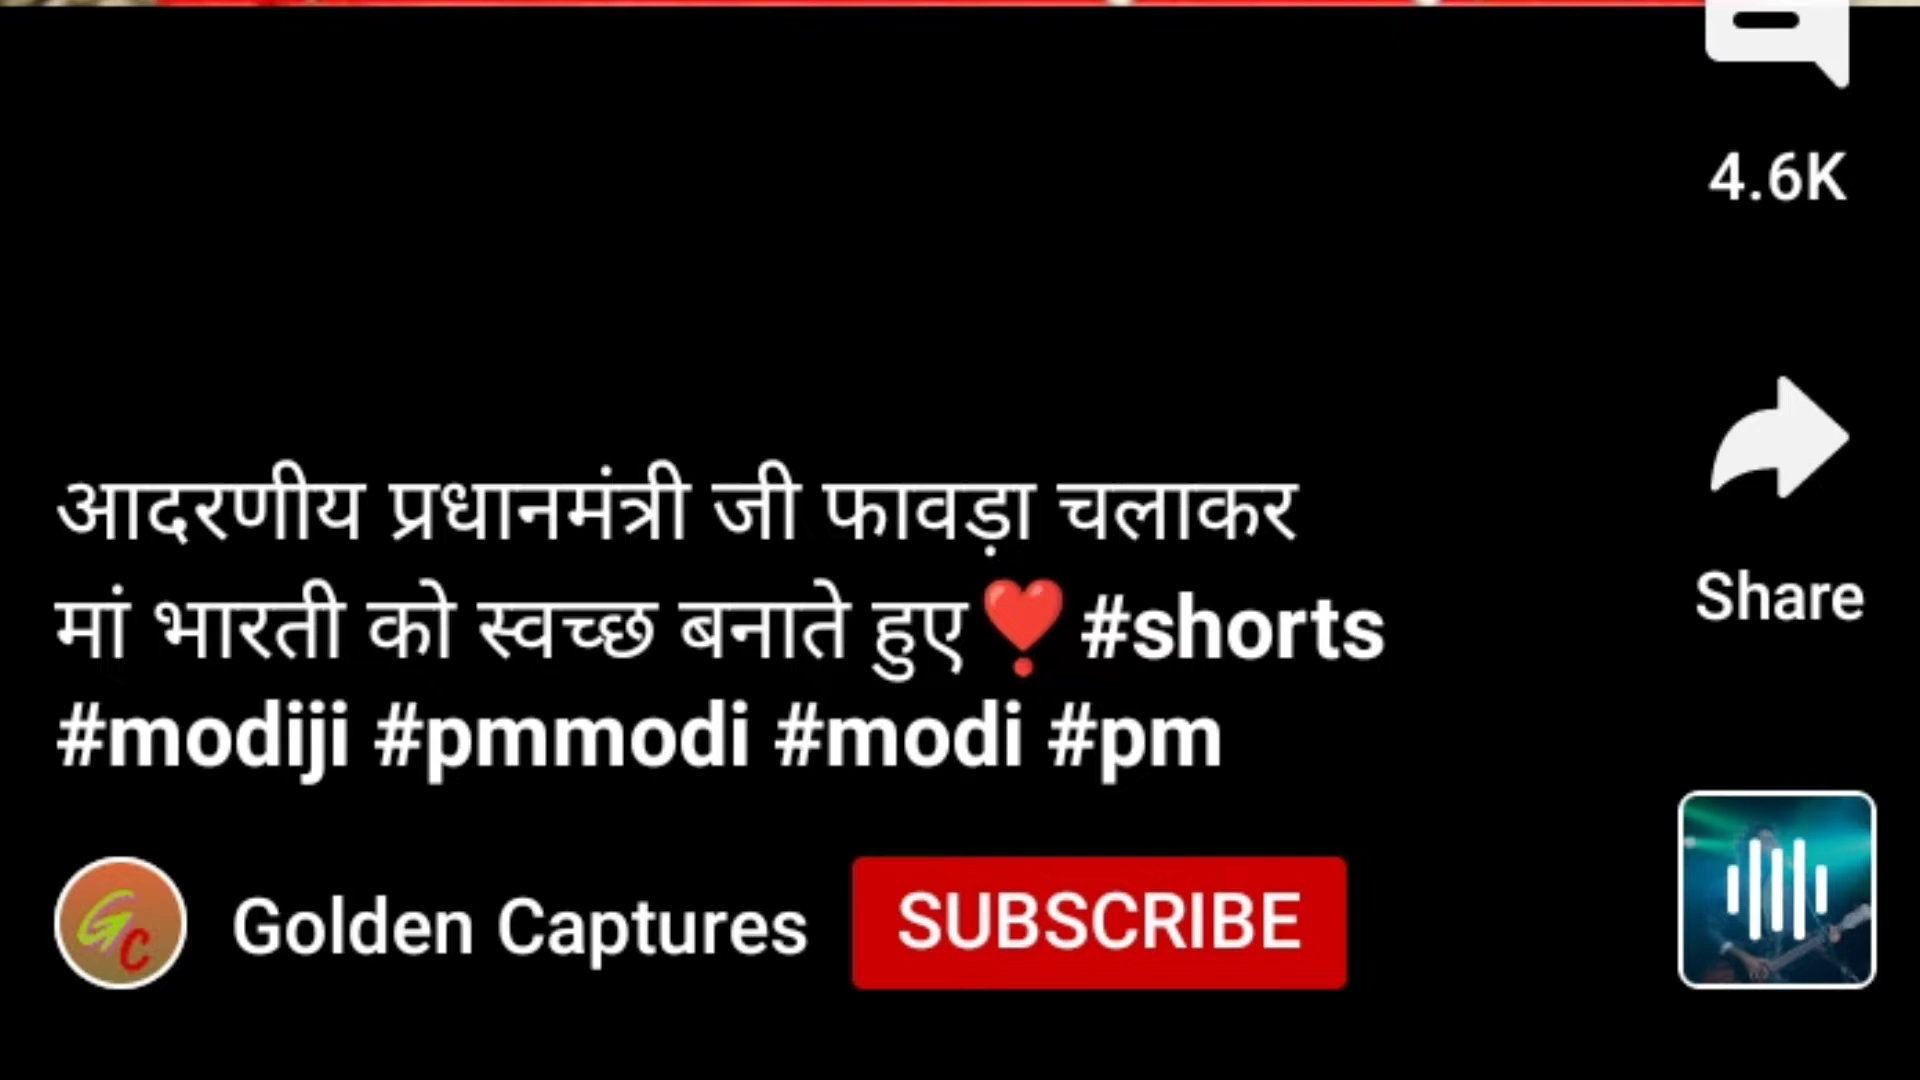 4.6K
आदरणीय प्रधानमंत्री जी फावड़ा चलाकर
मां भारती को स्वच्छ बनाते हुए❣️ #shorts
#modiji #pmmodi #modi #pm
Share
GC
Golden Captures
SUBSCRIBE